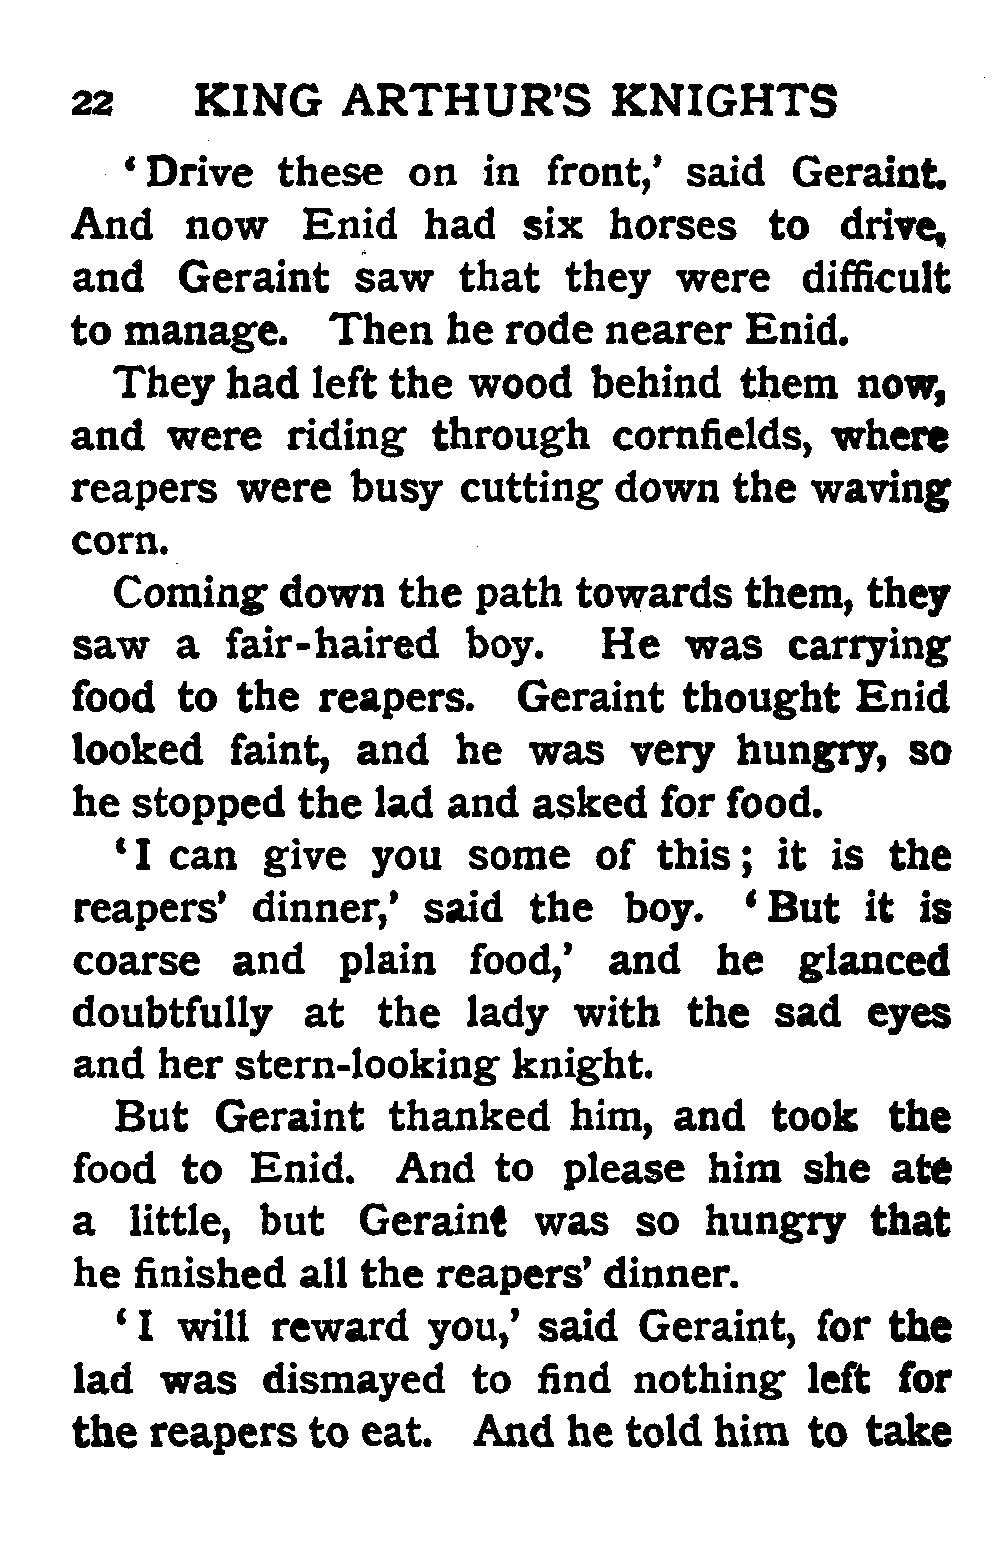 22 KING ARTHUR'S KNIGHTS
‘Drive these on in front,’ said Geraint.
And now Enid had six horses to drive,
and Geraint saw that they were difficult
to manage. Then he rode nearer Enid.
They had left the wood behind them now,
and were riding through cornfields, where
reapers were busy cutting down the waving
corn.
Coming down the path towards them, they
saw a fair-haired boy. He was carrying
food to the reapers. Geraint thought Enid
looked faint, and he was very hungry, so
he stopped the lad and asked for food.
‘I can give you some of this; it is the
reapers’ dinner,’ said the boy. ‘But it is
coarse and plain food,’ and he glanced
doubtfully at the lady with the sad eyes
and her stern-looking knight.
But Geraint thanked him, and took the
food to Enid. And to please him she ate
a little, but Geraint was so hungry that
he finished all the reapers’ dinner.
‘I will reward you,’ said Geraint, for the
lad was dismayed to find nothing left for
the reapers to eat. And he told him to take